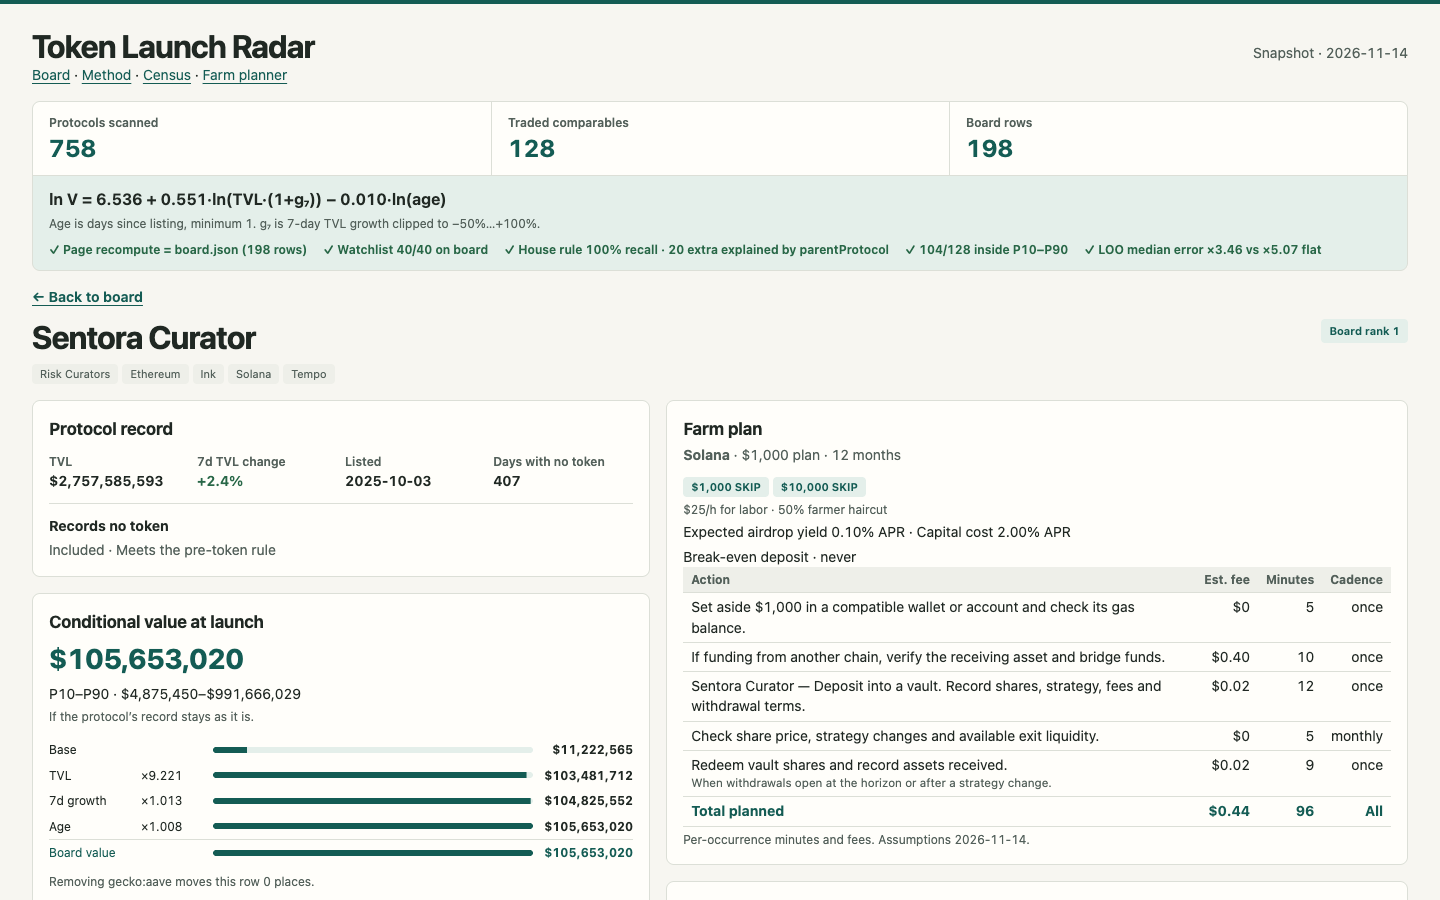 Token Launch Radar
Board · Method · Census · Farm planner
Snapshot · 2026-11-14
Protocols scanned
758
Traded comparables
128
Board rows
198
ln V = 6.536 + 0.551·ln(TVL·(1+g₇)) − 0.010·ln(age)
Age is days since listing, minimum 1. g₇ is 7-day TVL growth clipped to −50%…+100%.
✓ Page recompute = board.json (198 rows) ✓ Watchlist 40/40 on board ✓ House rule 100% recall · 20 extra explained by parentProtocol ✓ 104/128 inside P10–P90 ✓ LOO median error ×3.46 vs ×5.07 flat
← Back to board
Sentora Curator
Board rank 1
Risk Curators Ethereum Ink Solana Tempo
Protocol record
TVL 7d TVL change Listed Days with no token
$2,757,585,593 +2.4% 2025-10-03 407
Records no token
Included · Meets the pre-token rule
Conditional value at launch
$105,653,020
P10–P90 · $4,875,450–$991,666,029
If the protocol's record stays as it is.
Base $11,222,565
TVL ×9.221 $103,481,712
7d growth ×1.013 $104,825,552
Age ×1.008 $105,653,020
Board value $105,653,020
Removing gecko:aave moves this row 0 places.
Farm plan
Solana · $1,000 plan · 12 months
$1,000 SKIP $10,000 SKIP
$25/h for labor · 50% farmer haircut
Expected airdrop yield 0.10% APR · Capital cost 2.00% APR
Break-even deposit · never
Action Est. fee Minutes Cadence
Set aside $1,000 in a compatible wallet or account and check its gas $0 5 once
balance.
If funding from another chain, verify the receiving asset and bridge funds. $0.40 10 once
Sentora Curator — Deposit into a vault. Record shares, strategy, fees and $0.02 12 once
withdrawal terms.
Check share price, strategy changes and available exit liquidity. $0 5 monthly
Redeem vault shares and record assets received. $0.02 9 once
When withdrawals open at the horizon or after a strategy change.
Total planned $0.44 96 All
Per-occurrence minutes and fees. Assumptions 2026-11-14.